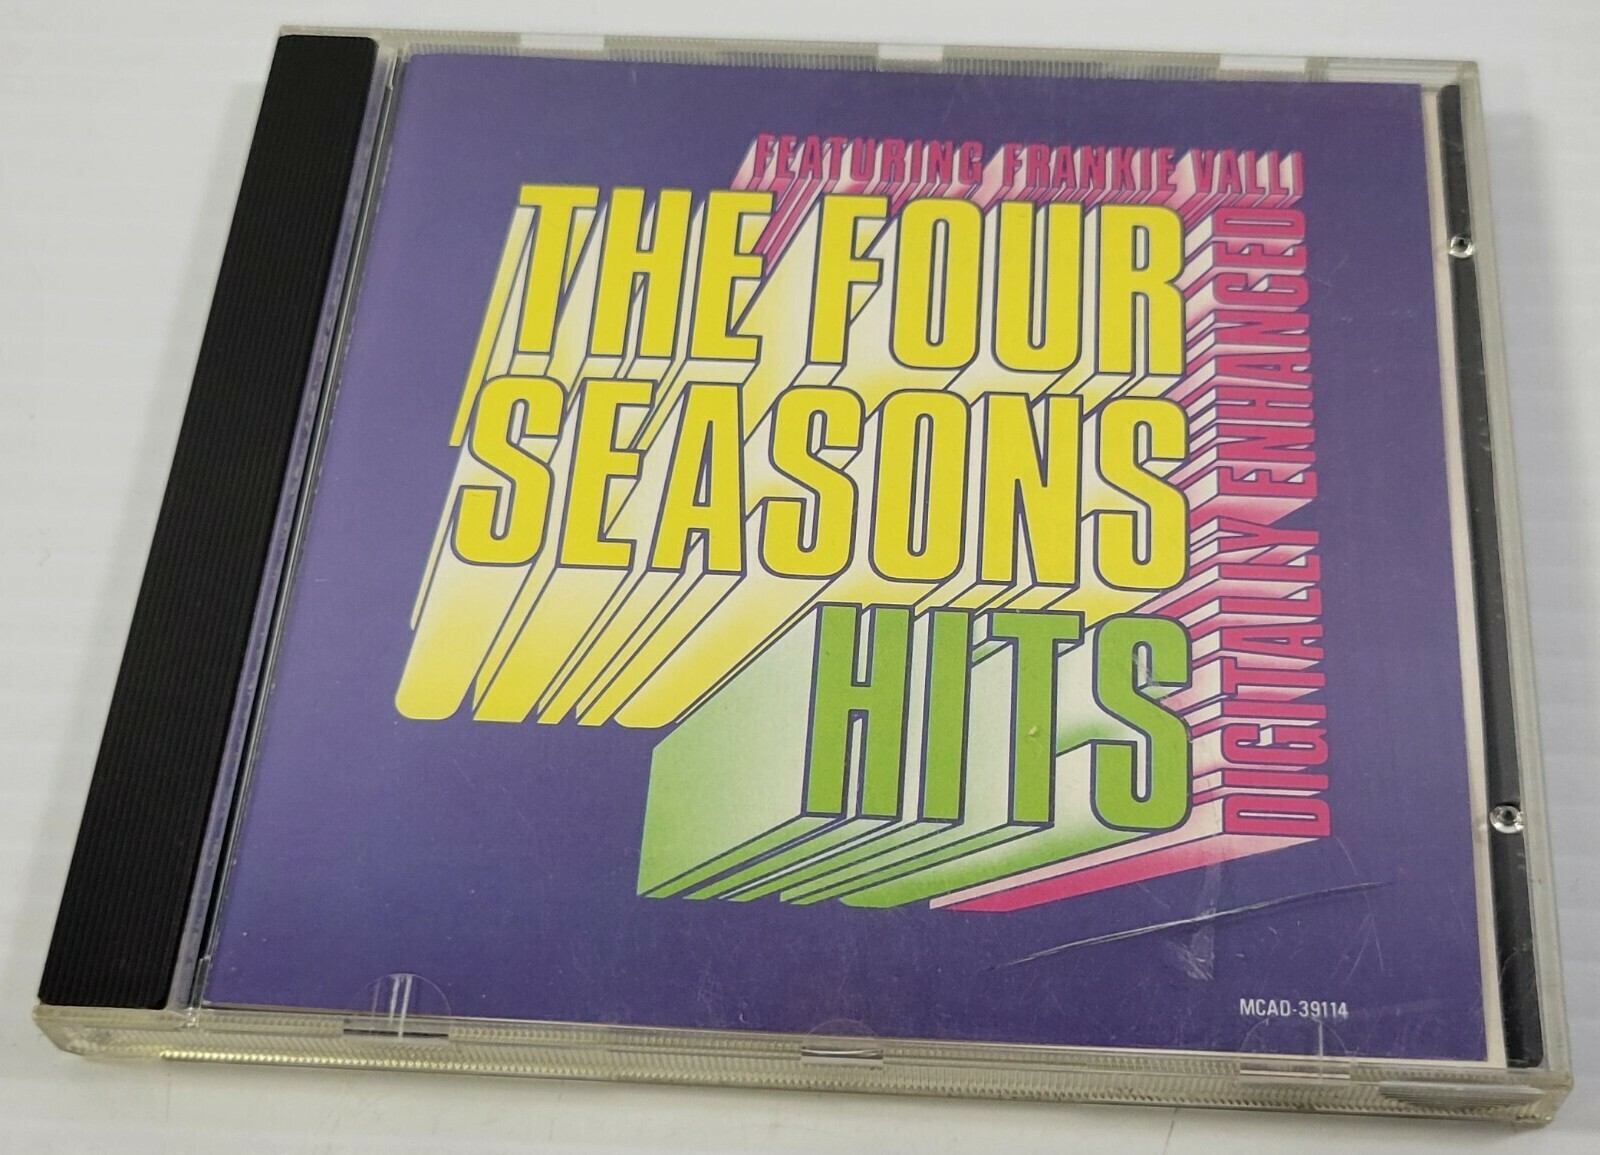 FEATURING FRANKIE VALLI
THE FOUR
SEASONS
HITS
DIGITALLY ENHANCED
MCAD-39114